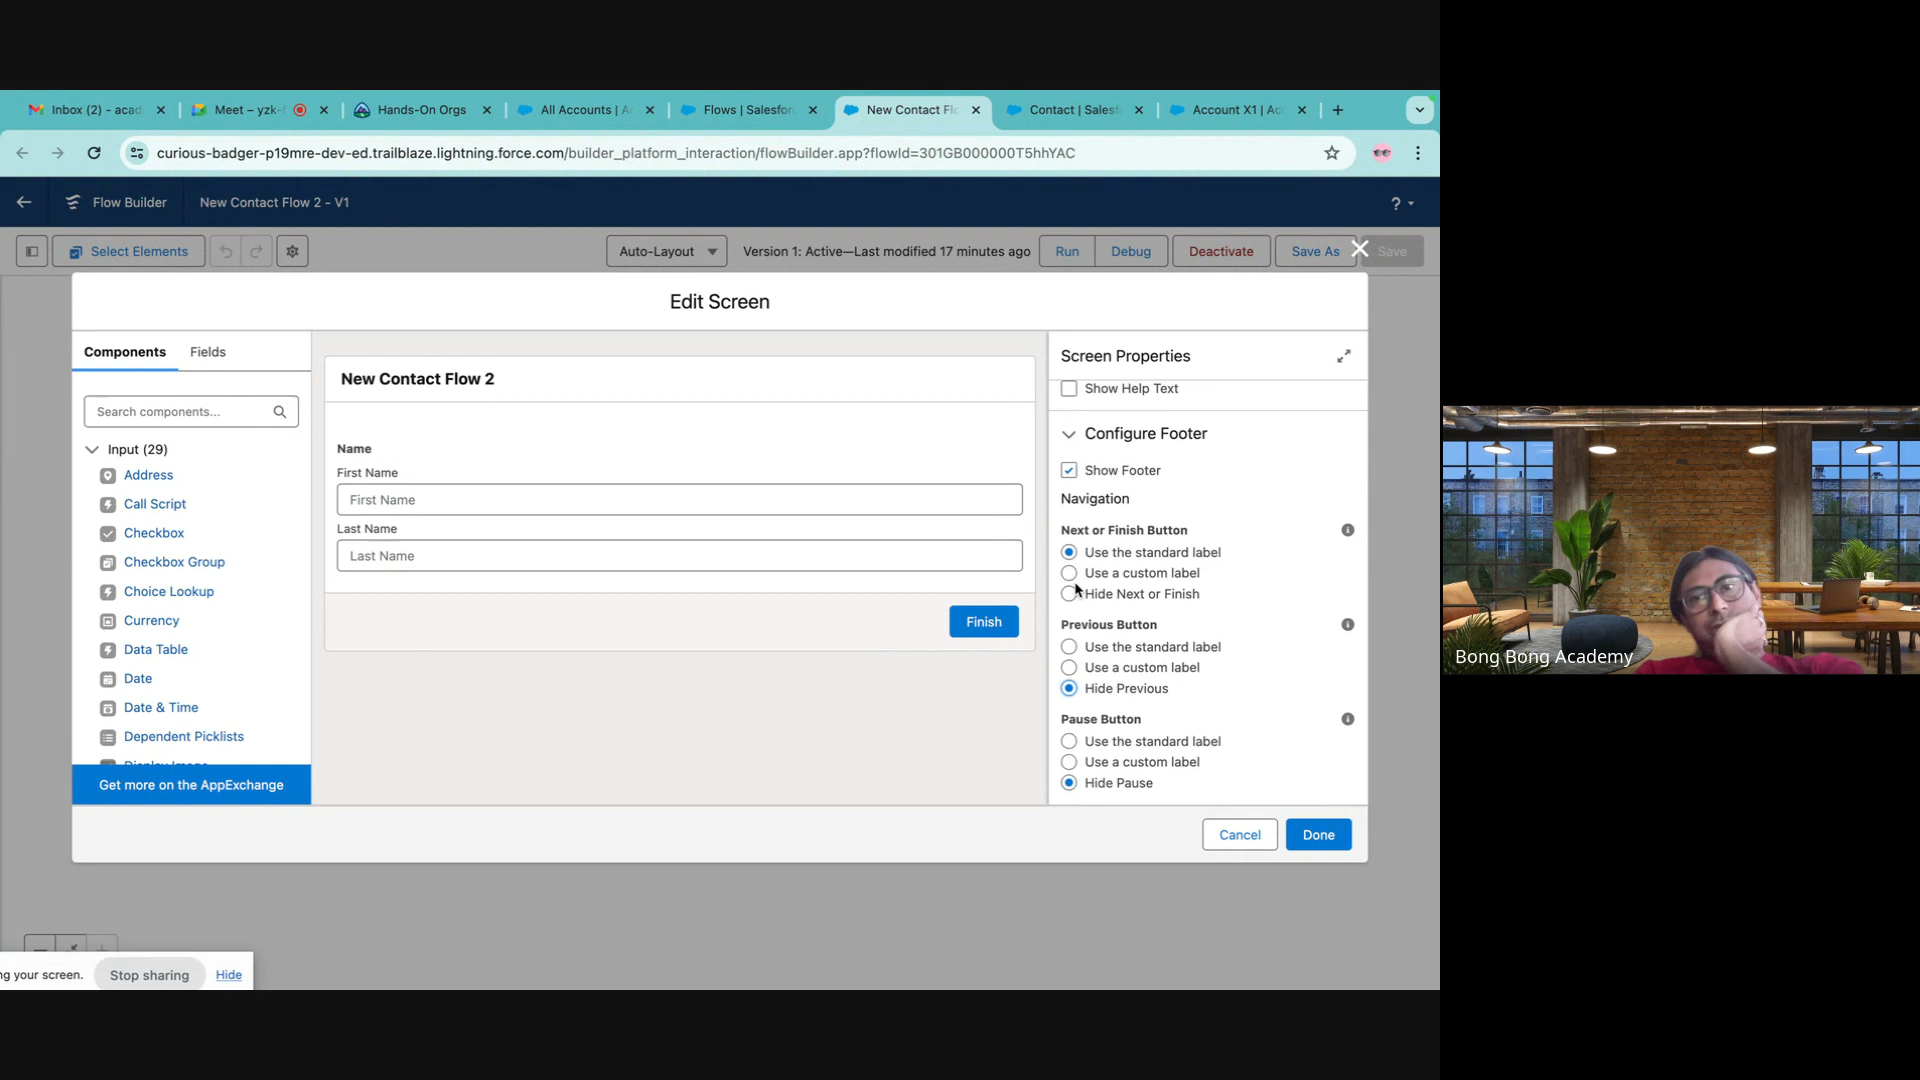 Inbox (2) - acad
Meet – yzk-
Hands-On Orgs
All Accounts | Ac
Flows | Salesfor
New Contact Flo
Contact | Salesf
Account X1 | Acc
curious-badger-p19mre-dev-ed.trailblaze.lightning.force.com/builder_platform_interaction/flowBuilder.app?flowId=301GB000000T5hhYAC
Flow Builder
New Contact Flow 2 - V1
?
Select Elements
Auto-Layout
Version 1: Active—Last modified 17 minutes ago
Run
Debug
Deactivate
Save As
Save
Edit Screen
Components
Fields
Search components...
Input (29)
Address
Call Script
Checkbox
Checkbox Group
Choice Lookup
Currency
Data Table
Date
Date & Time
Dependent Picklists
Display Image
Get more on the AppExchange
New Contact Flow 2
Name
First Name
First Name
Last Name
Last Name
Finish
Screen Properties
Show Help Text
Configure Footer
Show Footer
Navigation
Next or Finish Button
Use the standard label
Use a custom label
Hide Next or Finish
Previous Button
Use the standard label
Use a custom label
Hide Previous
Pause Button
Use the standard label
Use a custom label
Hide Pause
Cancel
Done
ng your screen.
Stop sharing
Hide
Bong Bong Academy